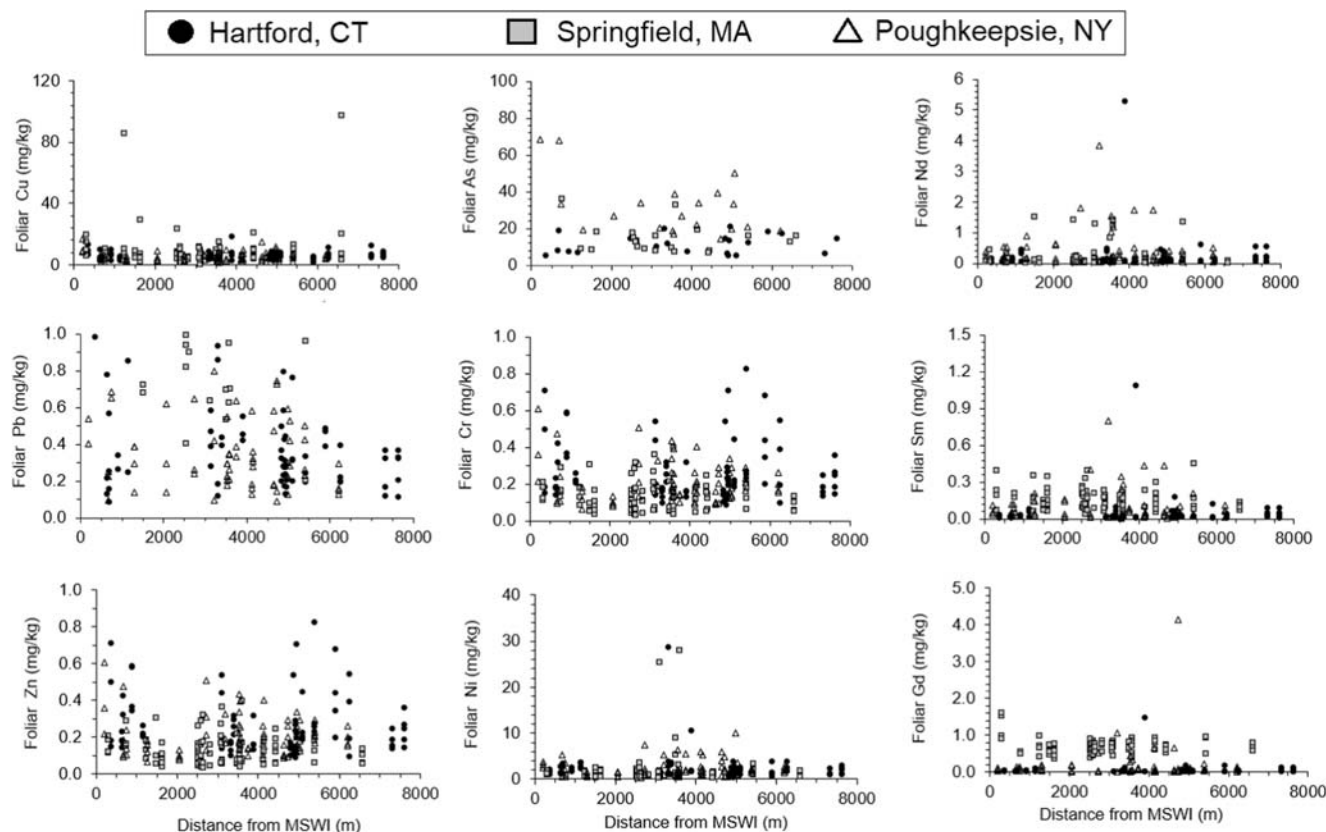 Hartford, CT Springfield, MA Poughkeepsie, NY
Foliar Cu (mg/kg)
120
80
40
0
0 2000 4000 6000 8000
Foliar As (mg/kg)
100
80
60
40
20
0
0 2000 4000 6000 8000
Foliar Nd (mg/kg)
6
5
4
3
2
1
0
0 2000 4000 6000 8000
Foliar Pb (mg/kg)
1.0
0.8
0.6
0.4
0.2
0.0
0 2000 4000 6000 8000
Foliar Cr (mg/kg)
1.0
0.8
0.6
0.4
0.2
0.0
0 2000 4000 6000 8000
Foliar Sm (mg/kg)
1.5
1.2
0.9
0.6
0.3
0.0
0 2000 4000 6000 8000
Foliar Zn (mg/kg)
1.0
0.8
0.6
0.4
0.2
0.0
0 2000 4000 6000 8000
Distance from MSWI (m)
Foliar Ni (mg/kg)
40
30
20
10
0
0 2000 4000 6000 8000
Distance from MSWI (m)
Foliar Gd (mg/kg)
5.0
4.0
3.0
2.0
1.0
0.0
0 2000 4000 6000 8000
Distance from MSWI (m)